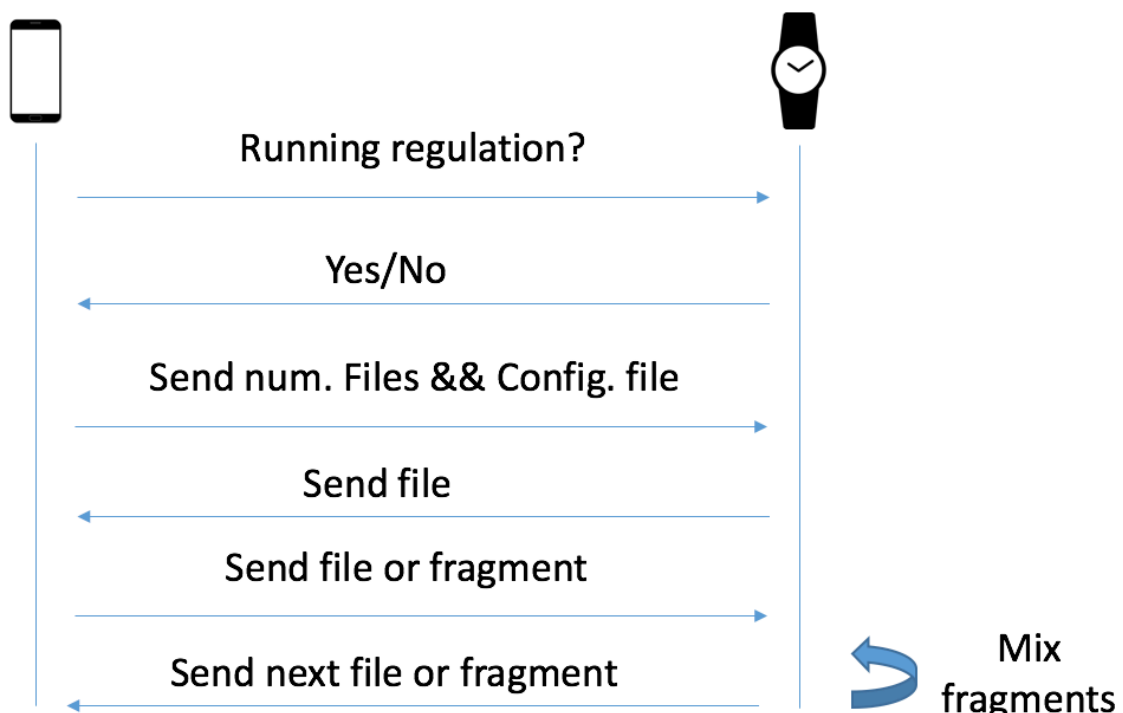 Running regulation?
Yes/No
Send num. Files && Config. file
Send file
Send file or fragment
Send next file or fragment
Mix
fragments